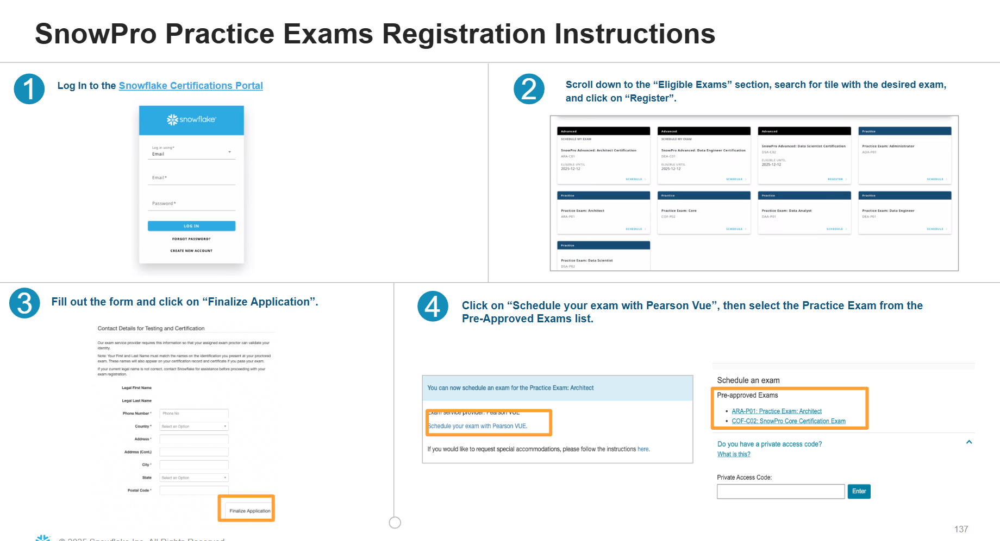 SnowPro Practice Exams Registration Instructions
1
Log In to the Snowflake Certifications Portal
snowflake
Log in using*
Email
Email*
Password*
LOG IN
FORGOT PASSWORD?
CREATE NEW ACCOUNT
2
Scroll down to the “Eligible Exams” section, search for tile with the desired exam,
and click on “Register”.
Advanced
SCHEDULE MY EXAM
SnowPro Advanced: Architect Certification
ARA-C01
ELIGIBLE UNTIL
2025-12-12
SCHEDULE
Advanced
SCHEDULE MY EXAM
SnowPro Advanced: Data Engineer Certification
DEA-C01
ELIGIBLE UNTIL
2025-12-12
SCHEDULE
Advanced
SnowPro Advanced: Data Scientist Certification
DSA-C02
ELIGIBLE UNTIL
2025-12-12
REGISTER
Practice
Practice Exam: Administrator
ADA-P01
SCHEDULE
Practice
Practice Exam: Architect
ARA-P01
SCHEDULE
Practice
Practice Exam: Core
COF-P02
SCHEDULE
Practice
Practice Exam: Data Analyst
DAA-P01
SCHEDULE
Practice
Practice Exam: Data Engineer
DEA-P01
SCHEDULE
Practice
Practice Exam: Data Scientist
DSA-P02
3
Fill out the form and click on “Finalize Application”.
Contact Details for Testing and Certification
Our exam service provider requires this information so that your assigned exam proctor can validate your
identity.
Note: Your First and Last Name must match the names on the identification you present at your proctored
exam. These names will also appear on your certification record and certificate if you pass your exam.
If your current legal name is not correct, contact Snowflake for assistance before proceeding with your
exam registration.
Legal First Name
Legal Last Name
Phone Number *
Phone No
Country *
Select an Option
Address *
Address (Cont.)
City *
State
Select an Option
Postal Code *
Finalize Application
4
Click on “Schedule your exam with Pearson Vue”, then select the Practice Exam from the
Pre-Approved Exams list.
You can now schedule an exam for the Practice Exam: Architect
Exam service provider: Pearson VUE
Schedule your exam with Pearson VUE.
If you would like to request special accommodations, please follow the instructions here.
Schedule an exam
Pre-approved Exams
• ARA-P01: Practice Exam: Architect
• COF-C02: SnowPro Core Certification Exam
Do you have a private access code?
What is this?
Private Access Code:
Enter
© 2025 Snowflake Inc. All Rights Reserved
137